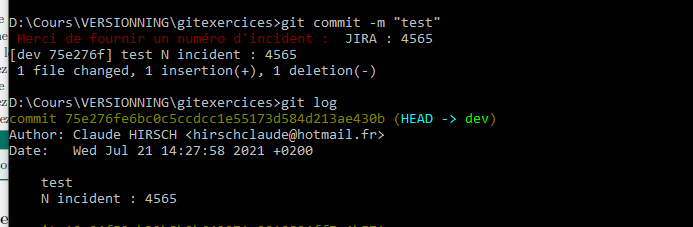 D:\Cours\VERSIONNING\gitexercices>git commit -m "test"
Merci de fournir un numéro d'incident : JIRA : 4565
[dev 75e276f] test N incident : 4565
1 file changed, 1 insertion(+), 1 deletion(-)
D:\Cours\VERSIONNING\gitexercices>git log
commit 75e276fe6bc0c5ccdcc1e55173d584d213ae430b (HEAD -> dev)
Author: Claude HIRSCH <hirschclaude@hotmail.fr>
Date: Wed Jul 21 14:27:58 2021 +0200
test
N incident : 4565